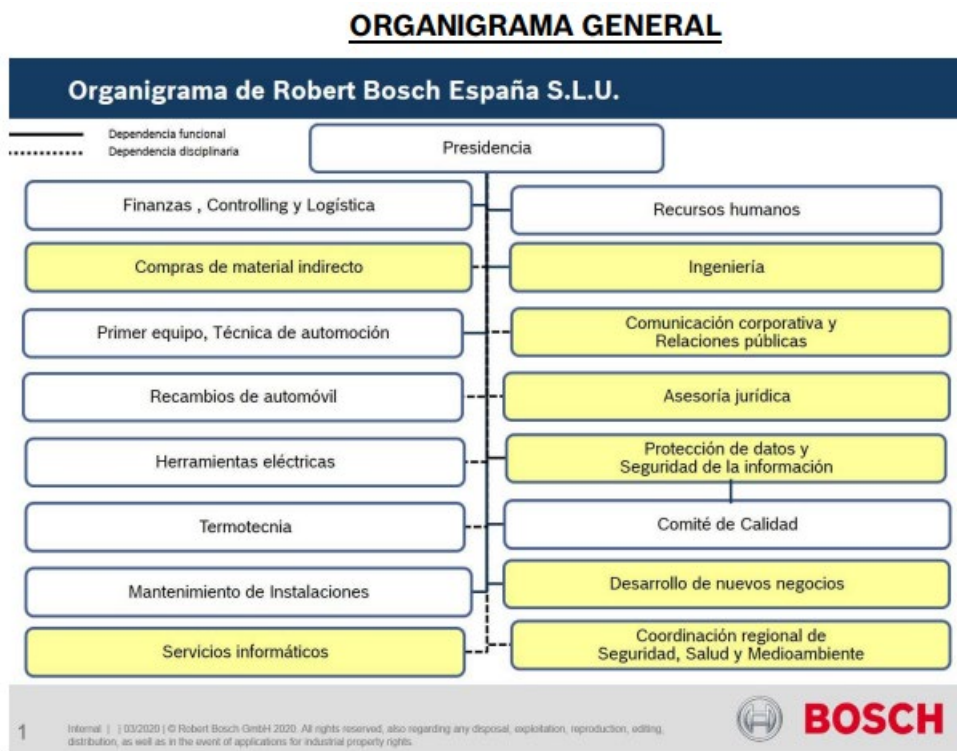 ORGANIGRAMA GENERAL
Organigrama de Robert Bosch España S.L.U.
Dependencia funcional
Dependencia disciplinaria
Presidencia
Finanzas , Controlling y Logística
Recursos humanos
Compras de material indirecto
Ingeniería
Primer equipo, Técnica de automoción
Comunicación corporativa y
Relaciones públicas
Recambios de automóvil
Asesoría jurídica
Herramientas eléctricas
Protección de datos y
Seguridad de la información
Termotecnia
Comité de Calidad
Mantenimiento de Instalaciones
Desarrollo de nuevos negocios
Servicios informáticos
Coordinación regional de
Seguridad, Salud y Medioambiente
1
Internal | | 03/2020 | © Robert Bosch GmbH 2020. All rights reserved, also regarding any disposal, exploitation, reproduction, editing,
distribution, as well as in the event of applications for industrial property rights.
BOSCH